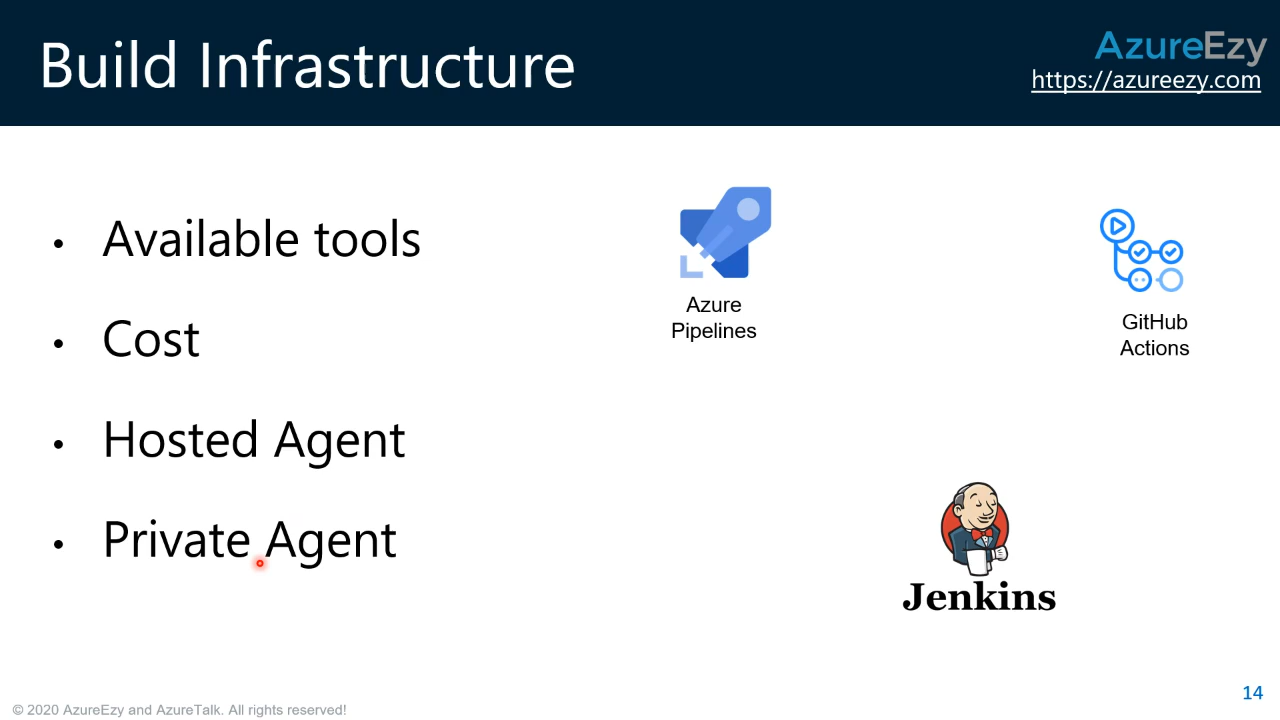 Build Infrastructure
AzureEzy
https://azureezy.com
• Available tools
• Cost
• Hosted Agent
• Private Agent
Azure
Pipelines
GitHub
Actions
Jenkins
© 2020 AzureEzy and AzureTalk. All rights reserved!
14